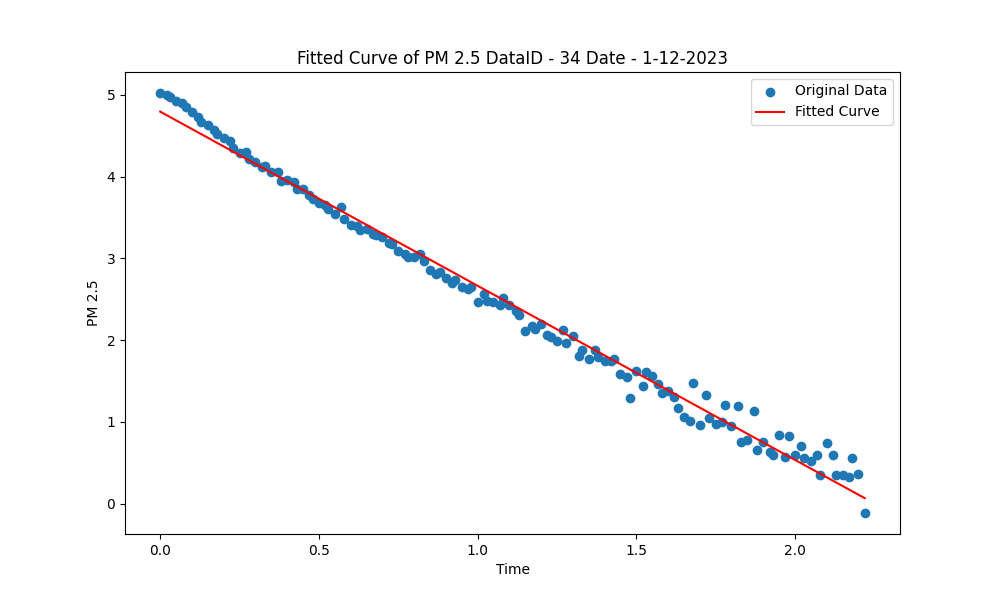 Fitted Curve of PM 2.5 DataID - 34 Date - 1-12-2023
Original Data
Fitted Curve
5
4
3
2
1
0
PM 2.5
0.0 0.5 1.0 1.5 2.0
Time